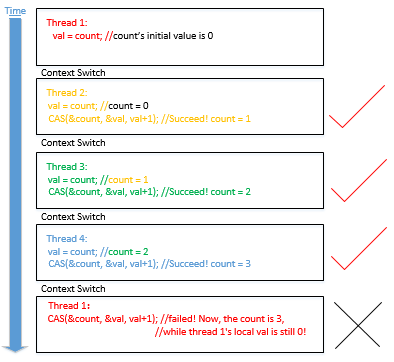 Time
Thread 1:
val = count; //count's initial value is 0
Context Switch
Thread 2:
val = count; //count = 0
CAS(&count, &val, val+1); //Succeed! count = 1
Context Switch
Thread 3:
val = count; //count = 1
CAS(&count, &val, val+1); //Succeed! count = 2
Context Switch
Thread 4:
val = count; //count = 2
CAS(&count, &val, val+1); //Succeed! count = 3
Context Switch
Thread 1:
CAS(&count, &val, val+1); //failed! Now, the count is 3,
//while thread 1's local val is still 0!